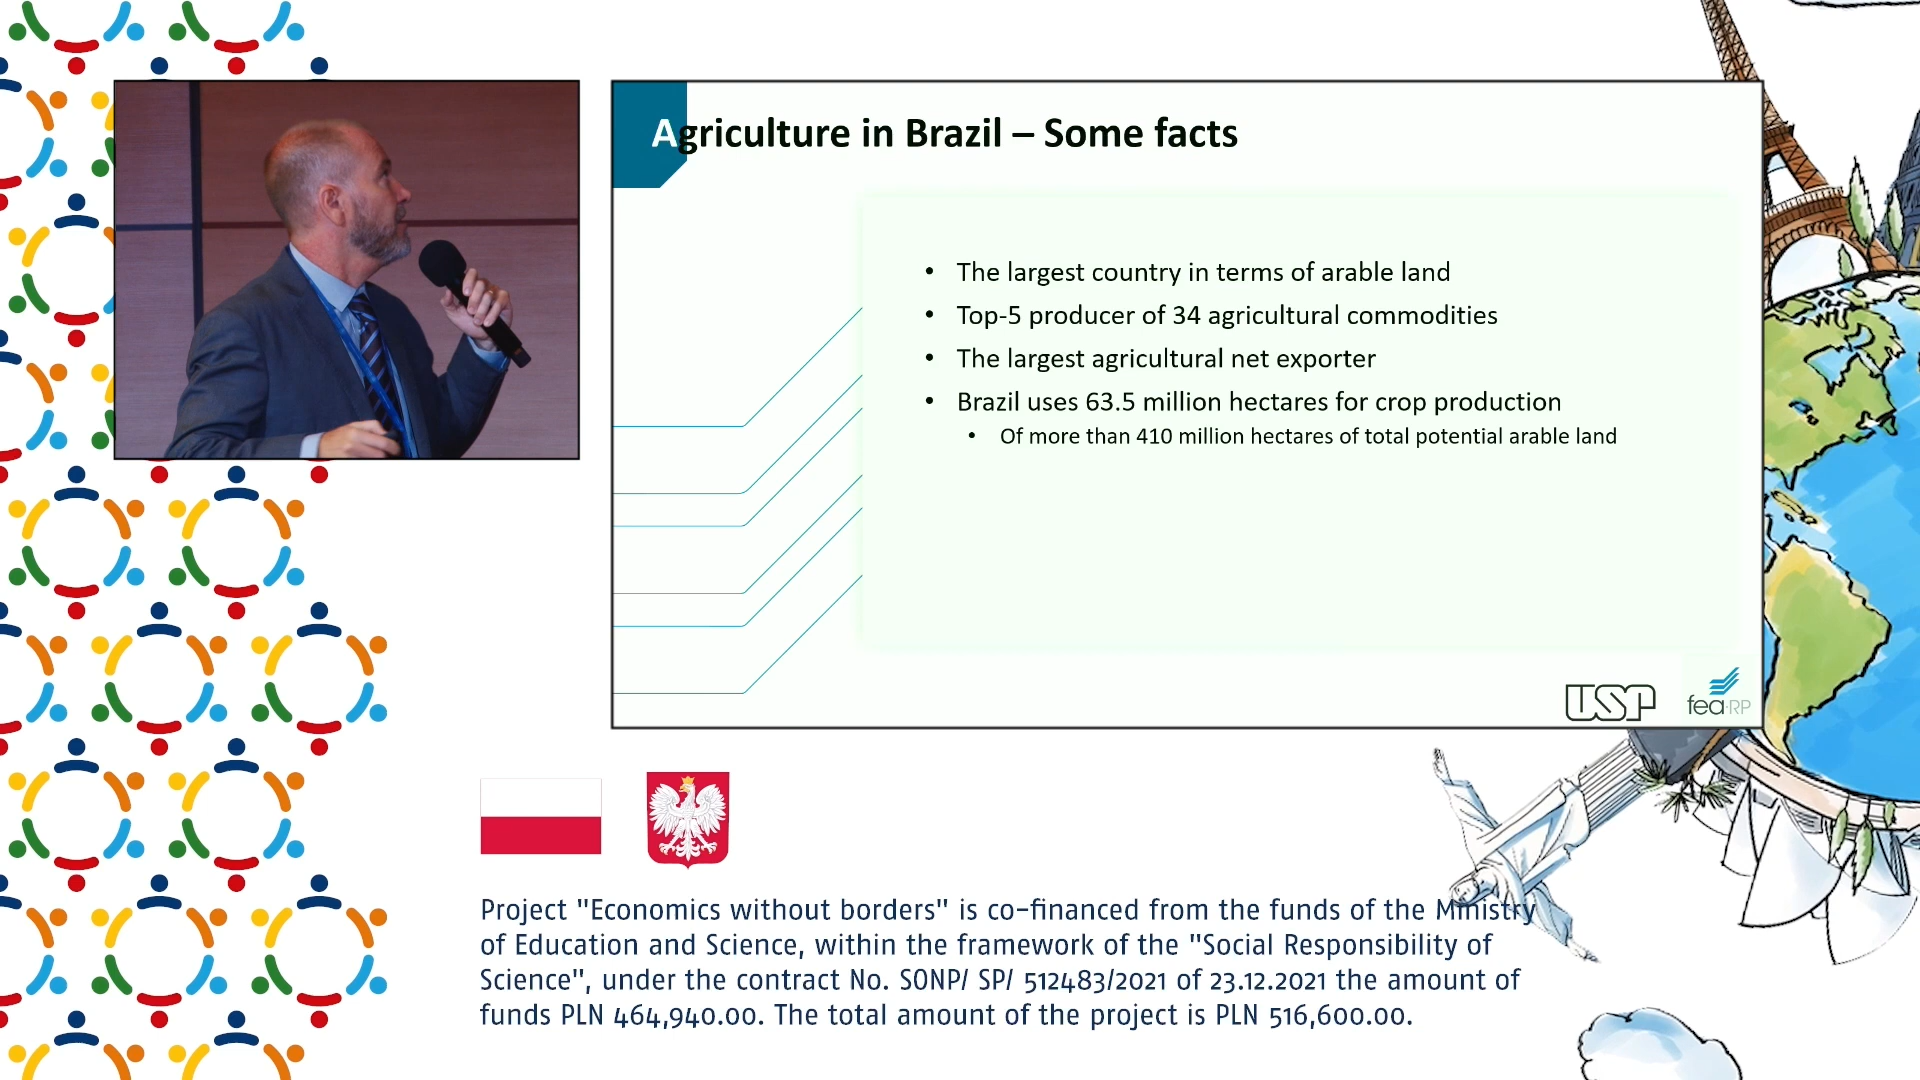 Agriculture in Brazil – Some facts
• The largest country in terms of arable land
• Top-5 producer of 34 agricultural commodities
• The largest agricultural net exporter
• Brazil uses 63.5 million hectares for crop production
• Of more than 410 million hectares of total potential arable land
USP
fea·RP
Project "Economics without borders" is co-financed from the funds of the Ministry
of Education and Science, within the framework of the "Social Responsibility of
Science", under the contract No. SONP/ SP/ 512483/2021 of 23.12.2021 the amount of
funds PLN 464,940.00. The total amount of the project is PLN 516,600.00.